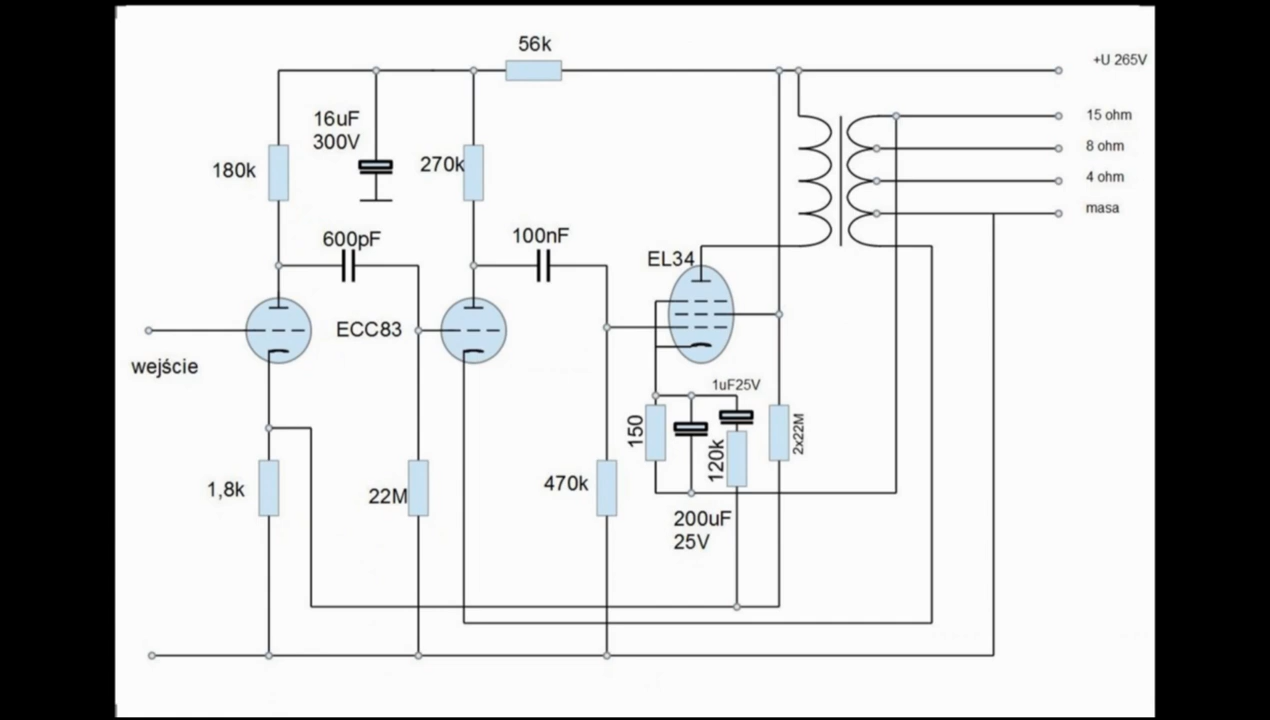 56k
+U 265V
15 ohm
8 ohm
4 ohm
masa
16uF
300V
180k
270k
600pF
100nF
EL34
ECC83
wejście
1uF25V
150
120k
2x22M
1,8k
22M
470k
200uF
25V